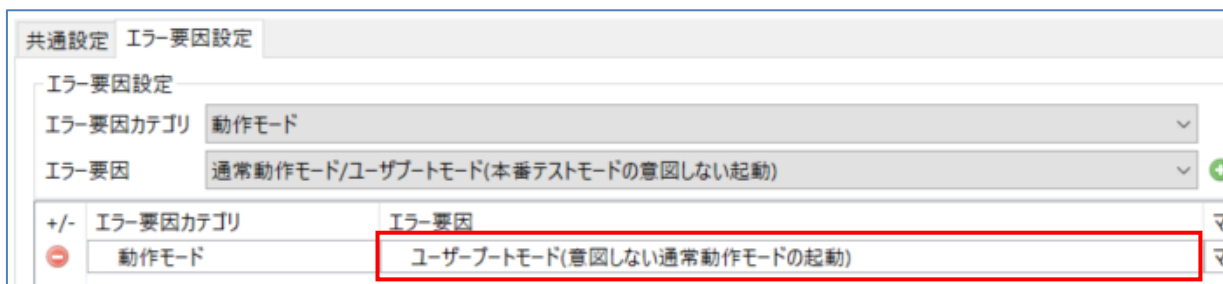 共通設定 エラー要因設定
エラー要因設定
エラー要因カテゴリ 動作モード
エラー要因 通常動作モード/ユーザブートモード(本番テストモードの意図しない起動)
+/- エラー要因カテゴリ エラー要因
動作モード ユーザーブートモード(意図しない通常動作モードの起動)